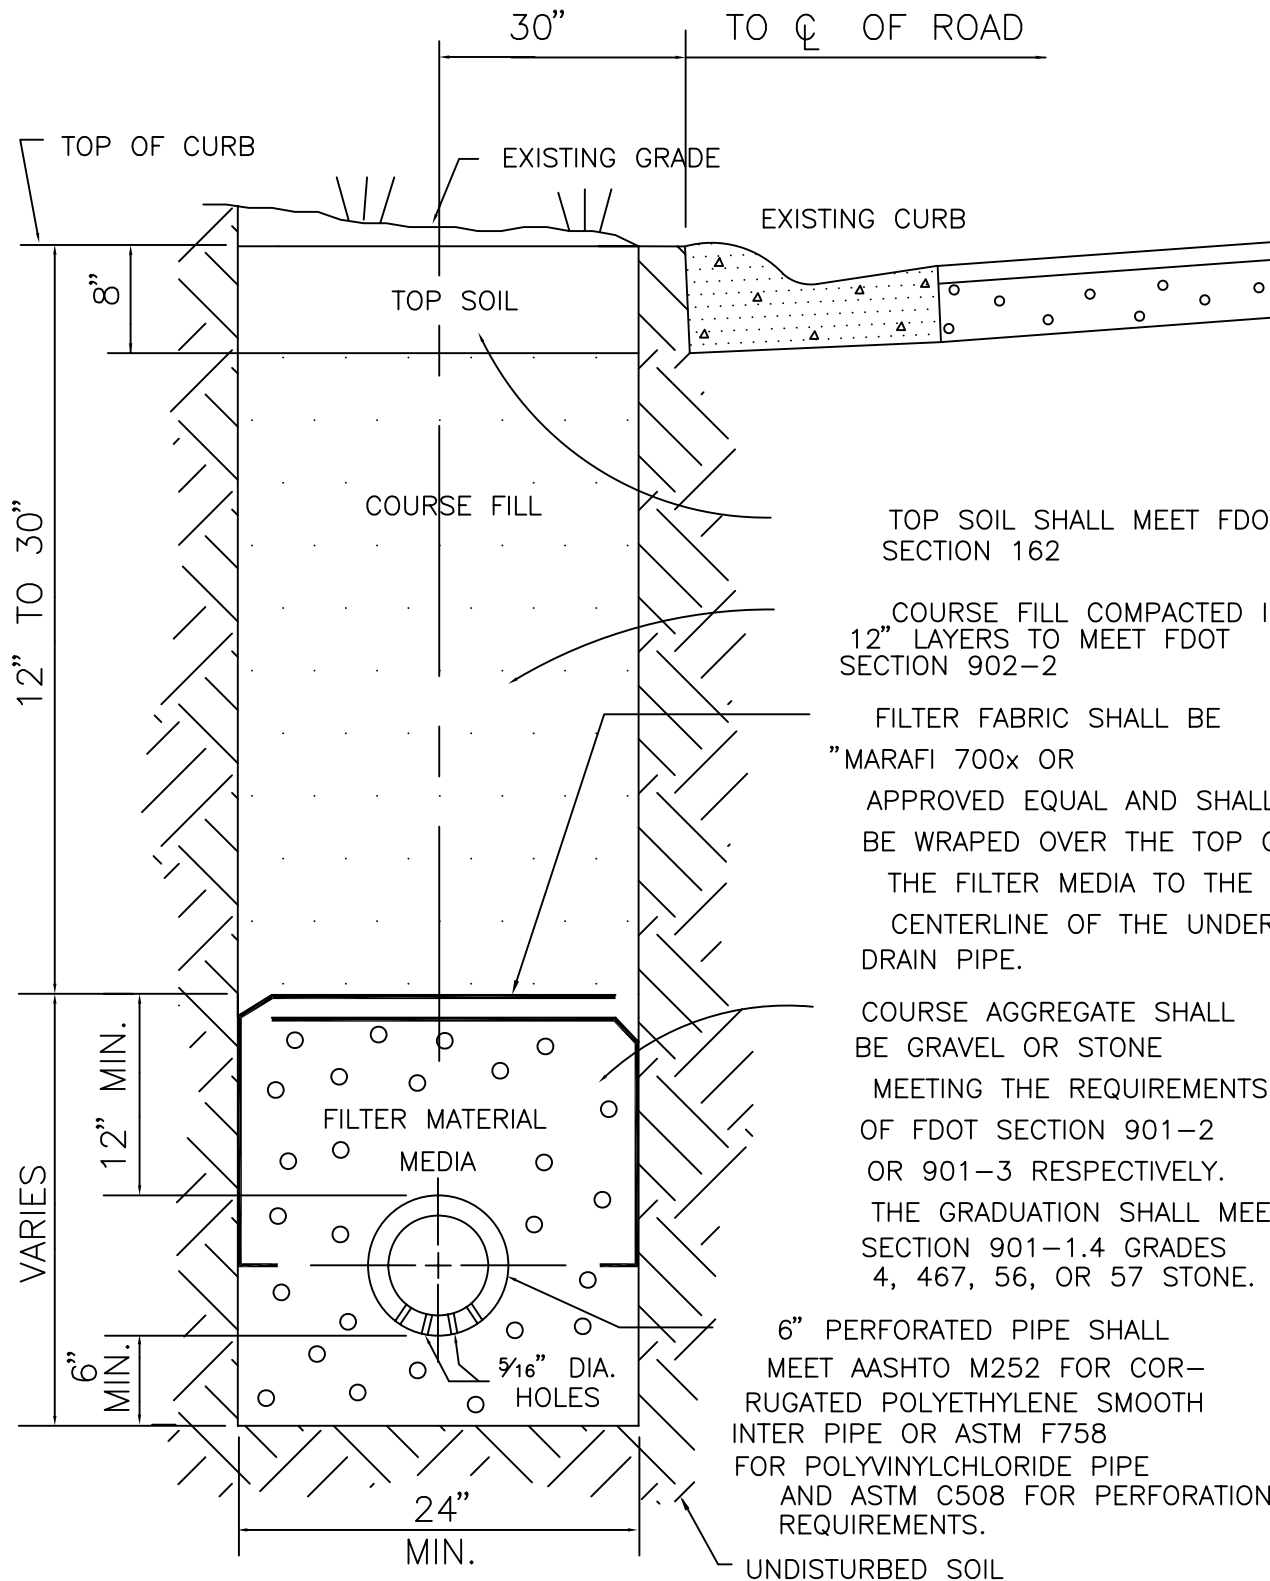 30" TO ℄ OF ROAD
TOP OF CURB
EXISTING GRADE
EXISTING CURB
8"
TOP SOIL
COURSE FILL
12" TO 30"
TOP SOIL SHALL MEET FDOT
SECTION 162
COURSE FILL COMPACTED I
12" LAYERS TO MEET FDOT
SECTION 902-2
FILTER FABRIC SHALL BE
"MARAFI 700x OR
APPROVED EQUAL AND SHALL
BE WRAPED OVER THE TOP
THE FILTER MEDIA TO THE
CENTERLINE OF THE UNDER
DRAIN PIPE.
COURSE AGGREGATE SHALL
BE GRAVEL OR STONE
MEETING THE REQUIREMENTS
OF FDOT SECTION 901-2
OR 901-3 RESPECTIVELY.
THE GRADUATION SHALL MEE
SECTION 901-1.4 GRADES
4, 467, 56, OR 57 STONE.
12" MIN.
FILTER MATERIAL
MEDIA
VARIES
6"
MIN.
5/16" DIA.
HOLES
6" PERFORATED PIPE SHALL
MEET AASHTO M252 FOR COR-
RUGATED POLYETHYLENE SMOOTH
INTER PIPE OR ASTM F758
FOR POLYVINYLCHLORIDE PIPE
AND ASTM C508 FOR PERFORATION
REQUIREMENTS.
24"
MIN.
UNDISTURBED SOIL